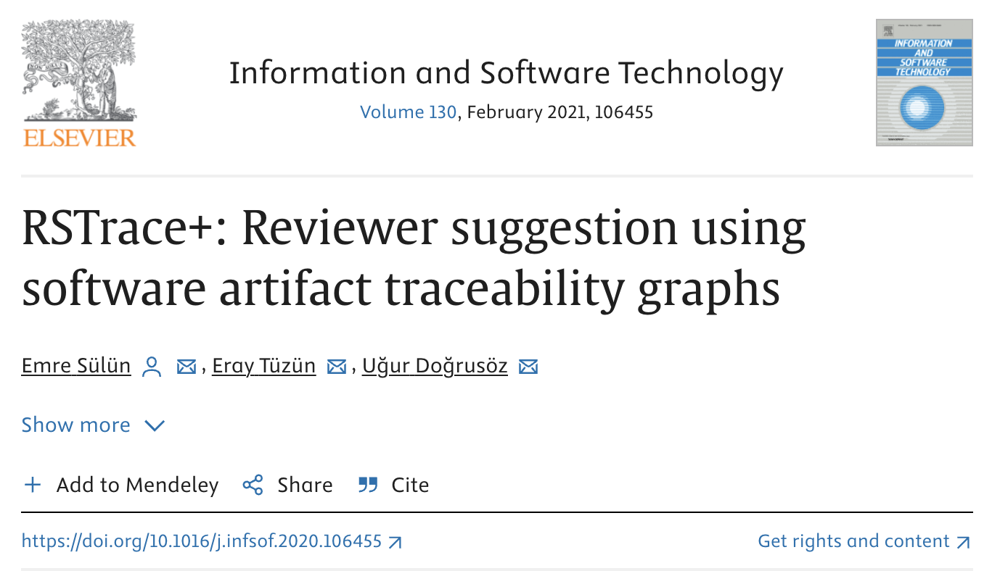 ELSEVIER
Information and Software Technology
Volume 130, February 2021, 106455
INFORMATION
AND
SOFTWARE
TECHNOLOGY
RSTrace+: Reviewer suggestion using
software artifact traceability graphs
Emre Sülün, Eray Tüzün, Uğur Doğrusöz
Show more
Add to Mendeley Share Cite
https://doi.org/10.1016/j.infsof.2020.106455 Get rights and content